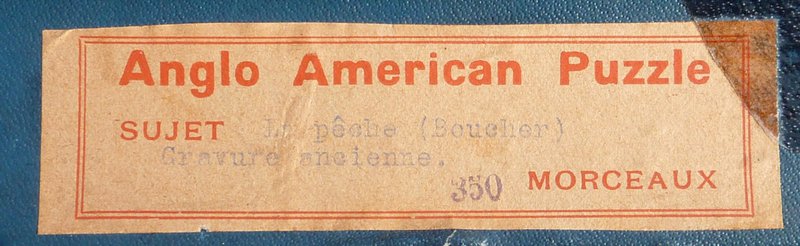 Anglo American Puzzle
SUJET La pêche (Boucher)
Gravure ancienne.
350 MORCEAUX